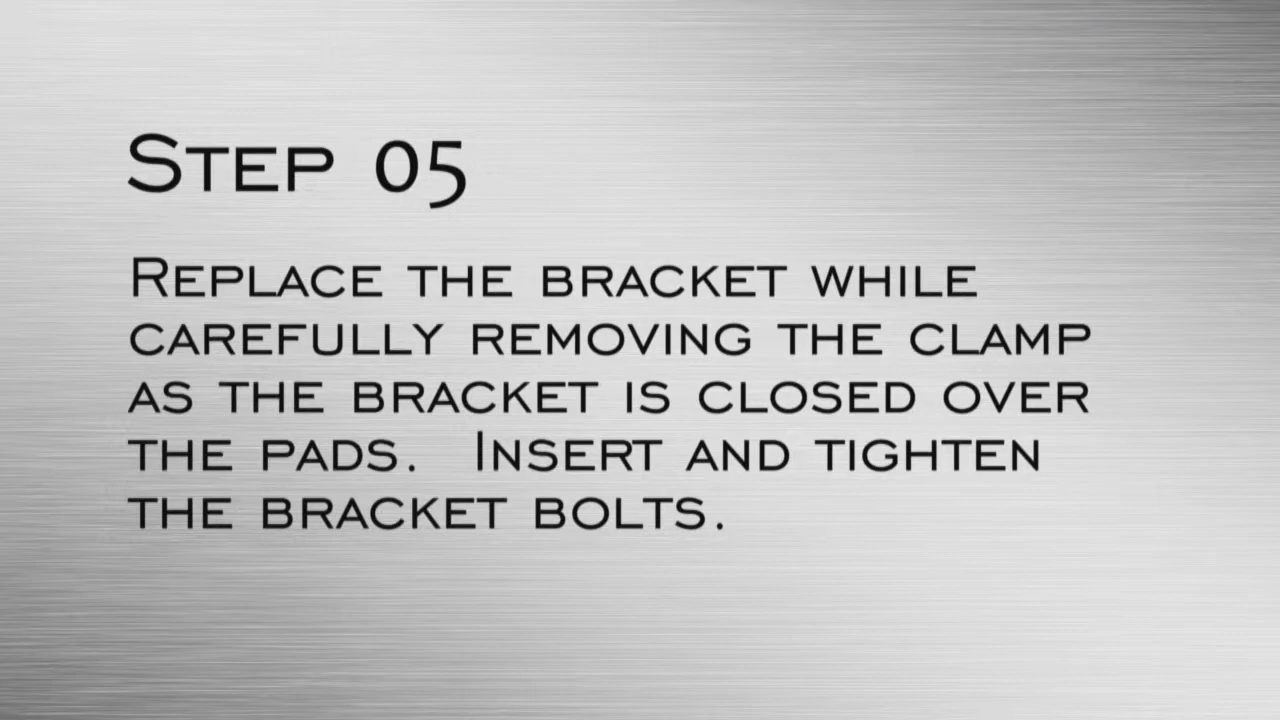 Step 05
Replace the bracket while
carefully removing the clamp
as the bracket is closed over
the pads.  Insert and tighten
the bracket bolts.